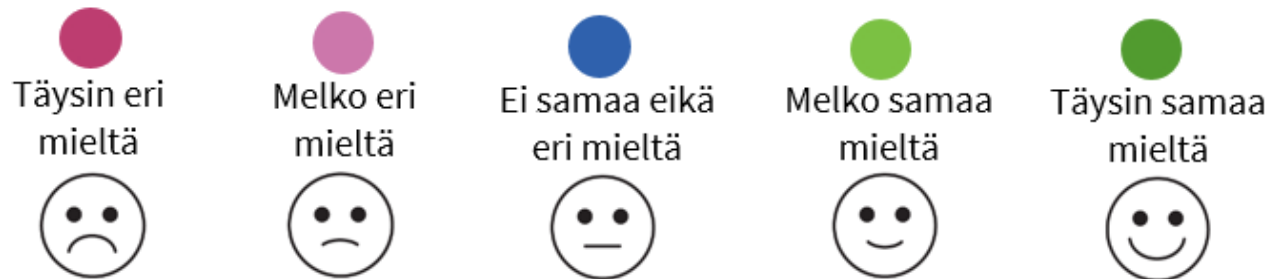 Täysin eri
mieltä
Melko eri
mieltä
Ei samaa eikä
eri mieltä
Melko samaa
mieltä
Täysin samaa
mieltä